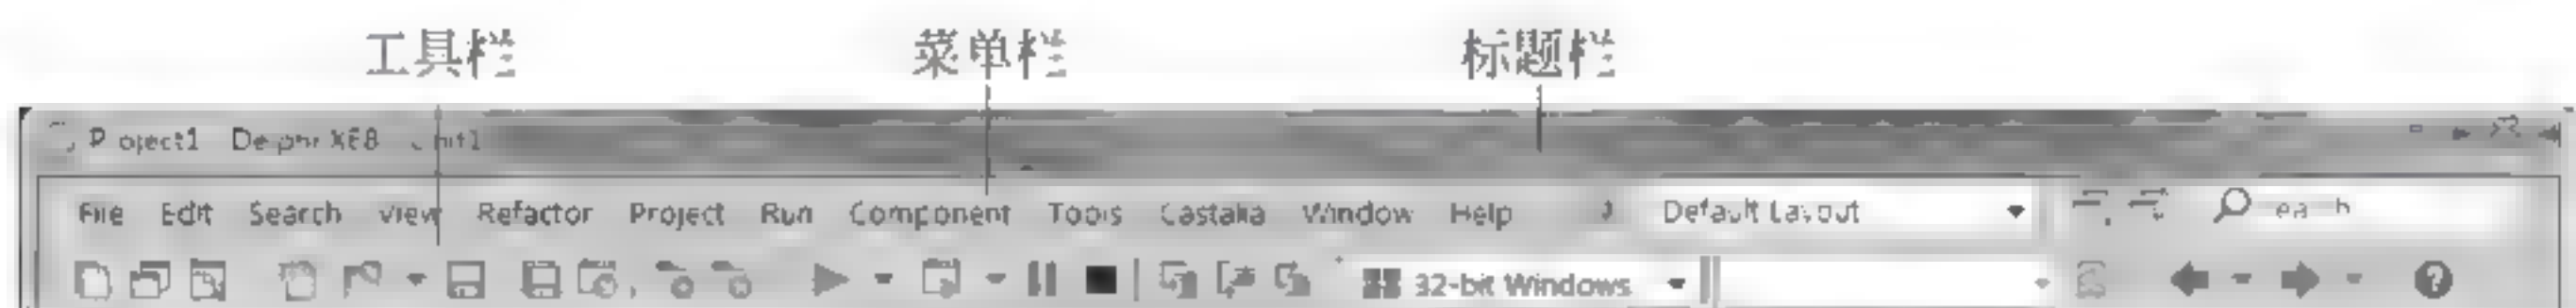 工具栏 菜单栏 标题栏
Project1 Delphi XE8 Unit1
File Edit Search View Refactor Project Run Component Tools Castalia Window Help Default Layout Search
32-bit Windows